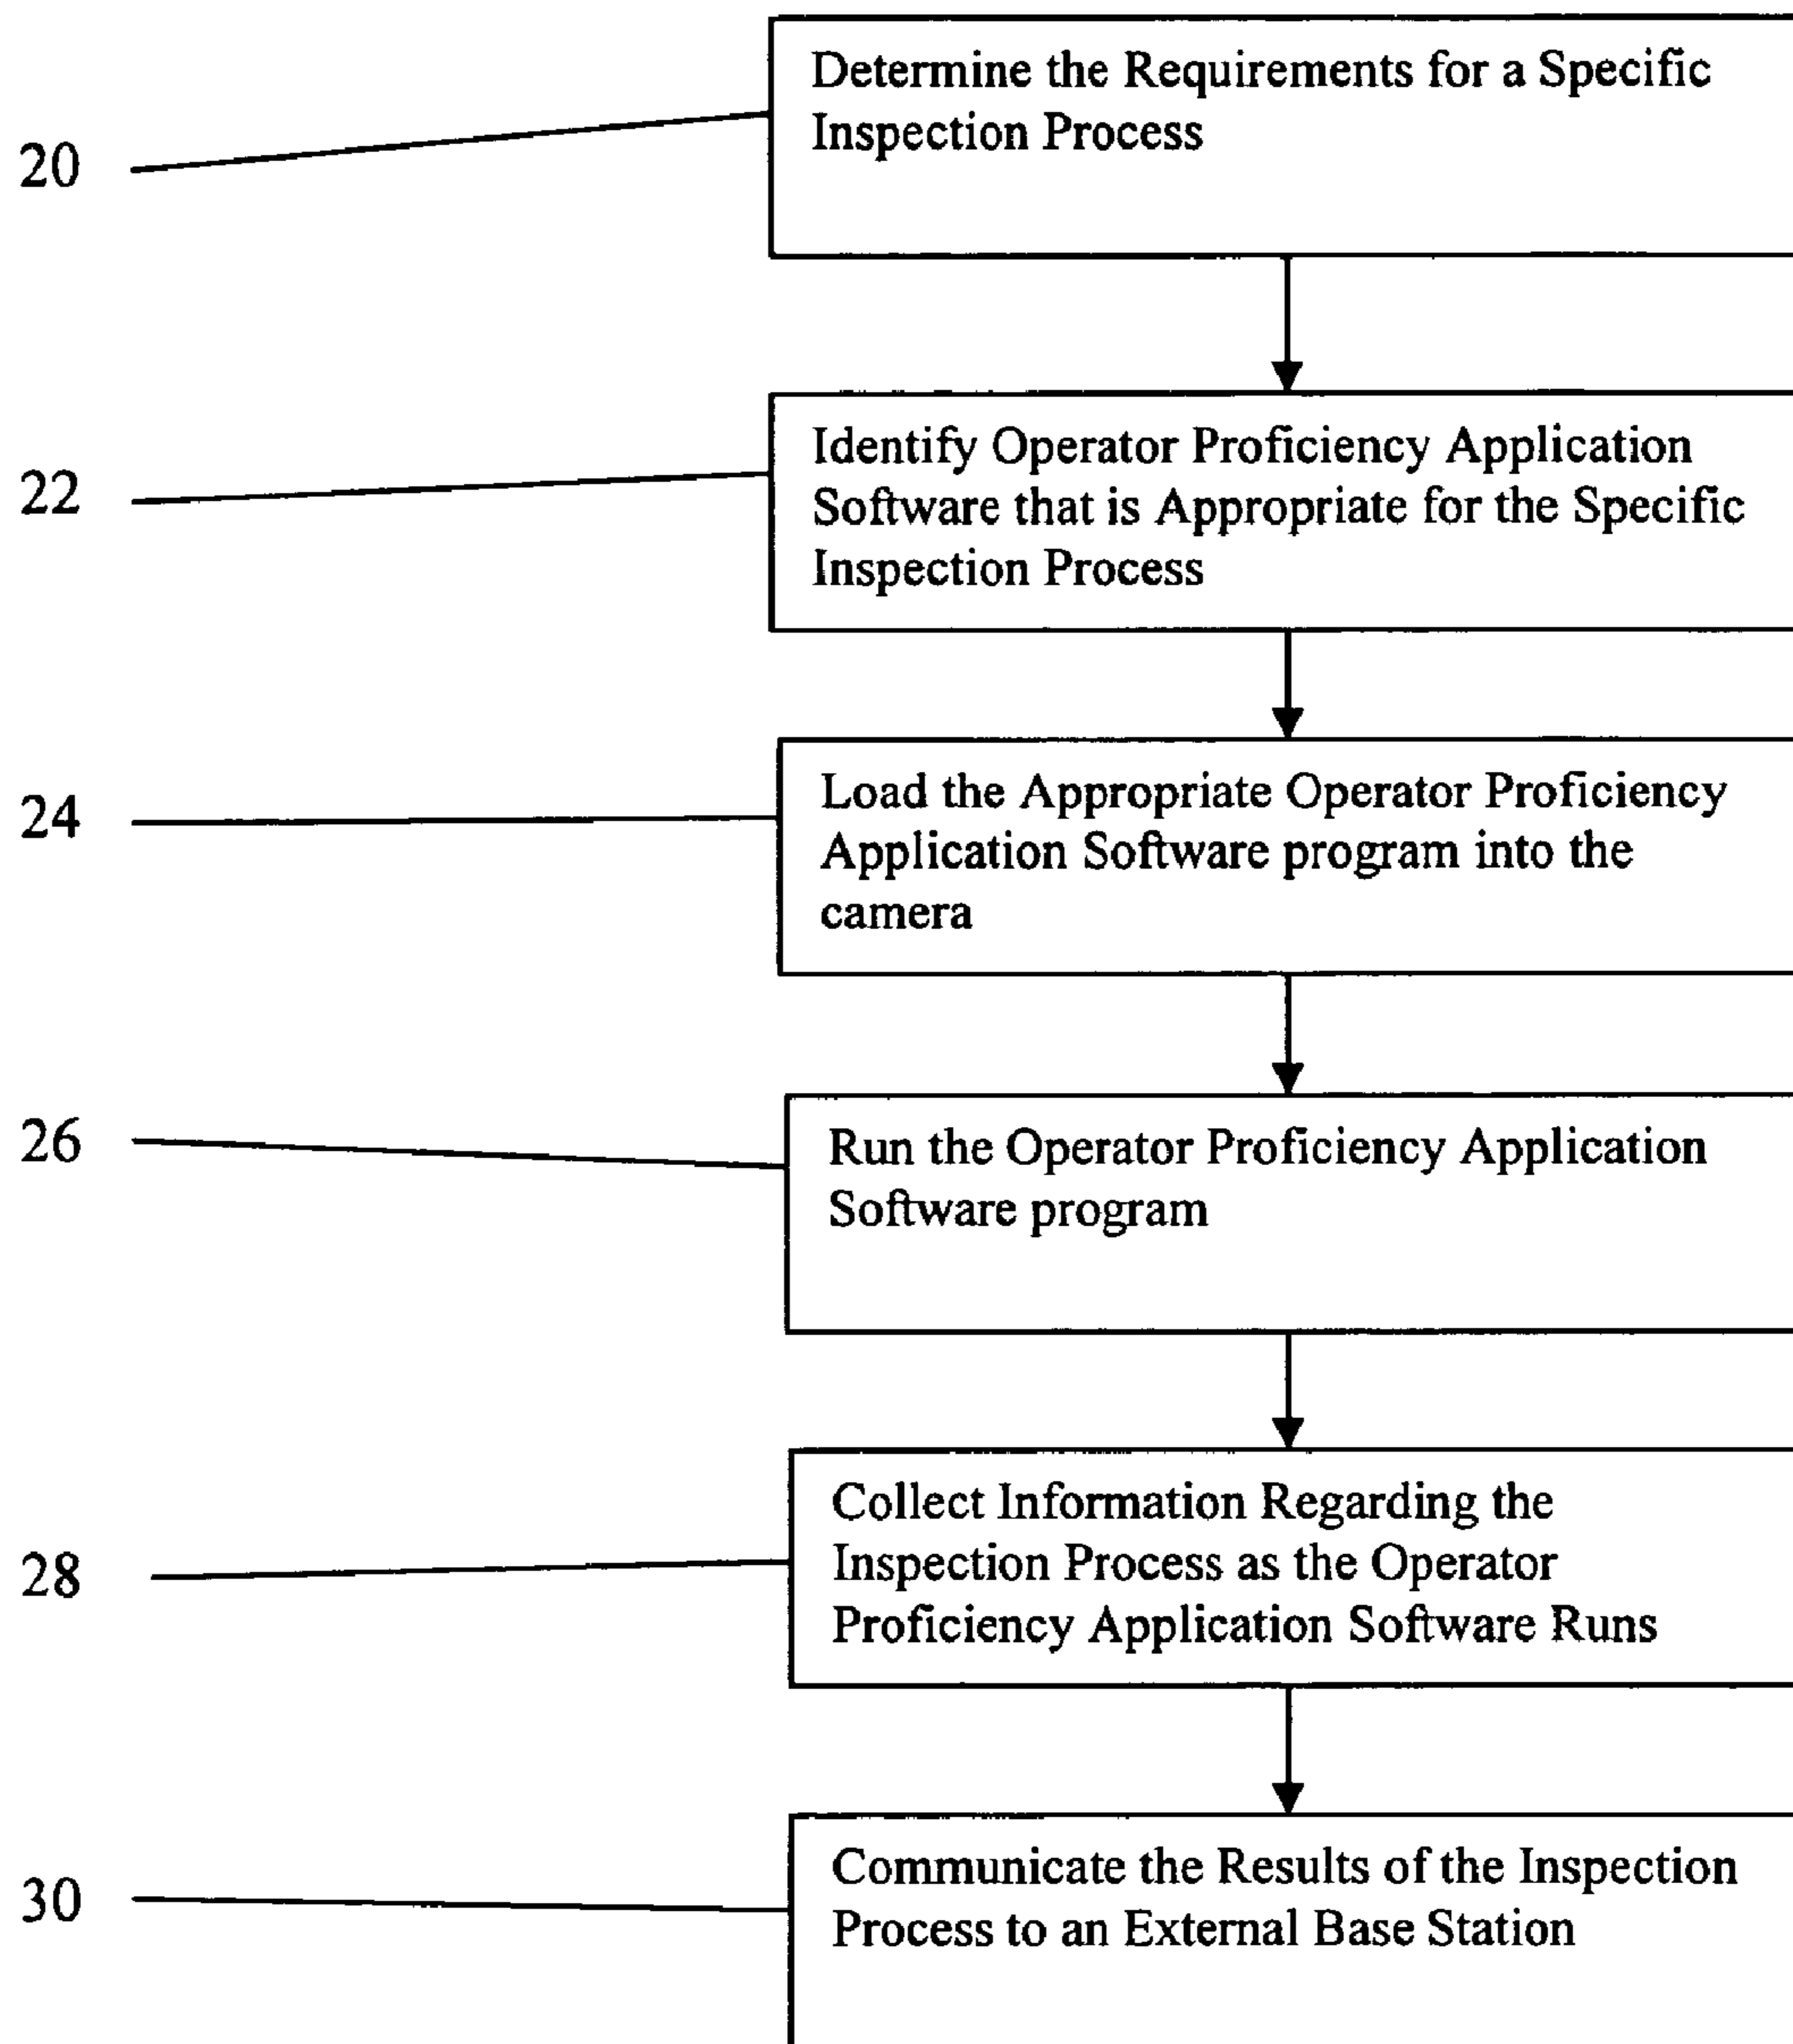 20
Determine the Requirements for a Specific
Inspection Process
22
Identify Operator Proficiency Application
Software that is Appropriate for the Specific
Inspection Process
24
Load the Appropriate Operator Proficiency
Application Software program into the
camera
26
Run the Operator Proficiency Application
Software program
28
Collect Information Regarding the
Inspection Process as the Operator
Proficiency Application Software Runs
30
Communicate the Results of the Inspection
Process to an External Base Station